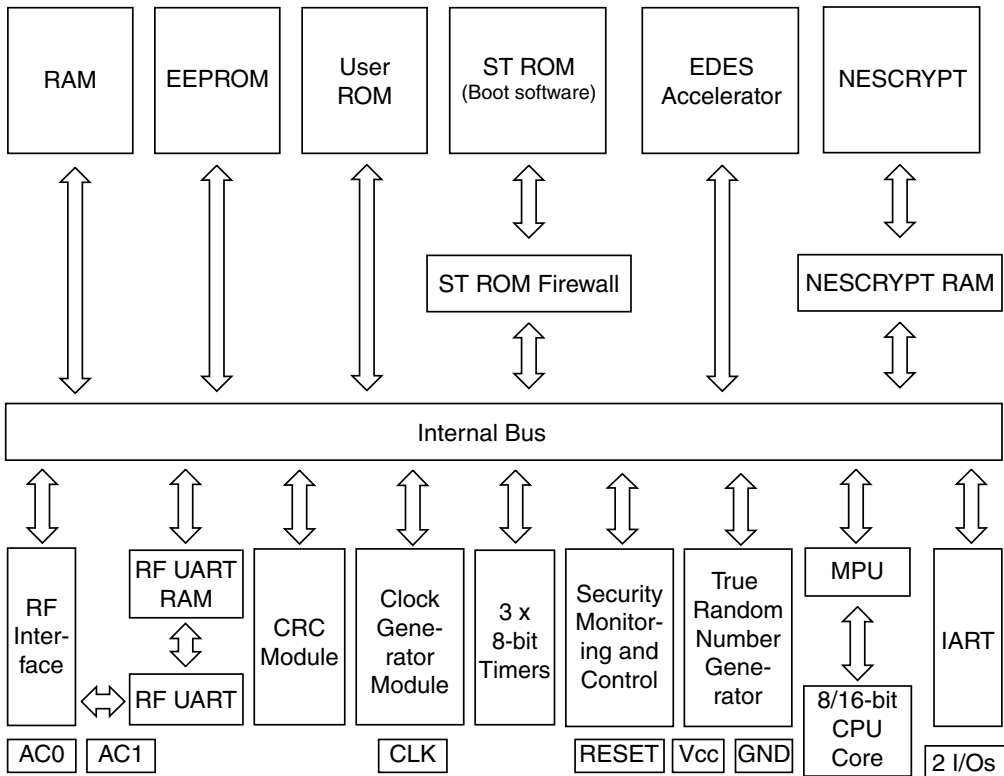 RAM
EEPROM
User
ROM
ST ROM
(Boot software)
EDES
Accelerator
NESCRYPT
ST ROM Firewall
NESCRYPT RAM
Internal Bus
RF
Inter-
face
RF UART
RAM
RF UART
CRC
Module
Clock
Gene-
rator
Module
3 x
8-bit
Timers
Security
Monitor-
ing and
Control
True
Random
Number
Gene-
rator
MPU
8/16-bit
CPU
Core
IART
AC0
AC1
CLK
RESET
Vcc
GND
2 I/Os